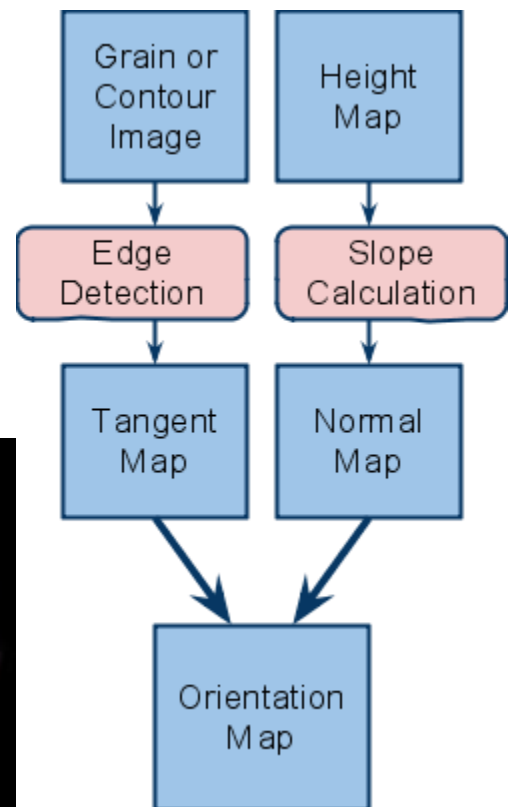 Grain or
Contour
Image
Height
Map
Edge
Detection
Slope
Calculation
Tangent
Map
Normal
Map
Orientation
Map